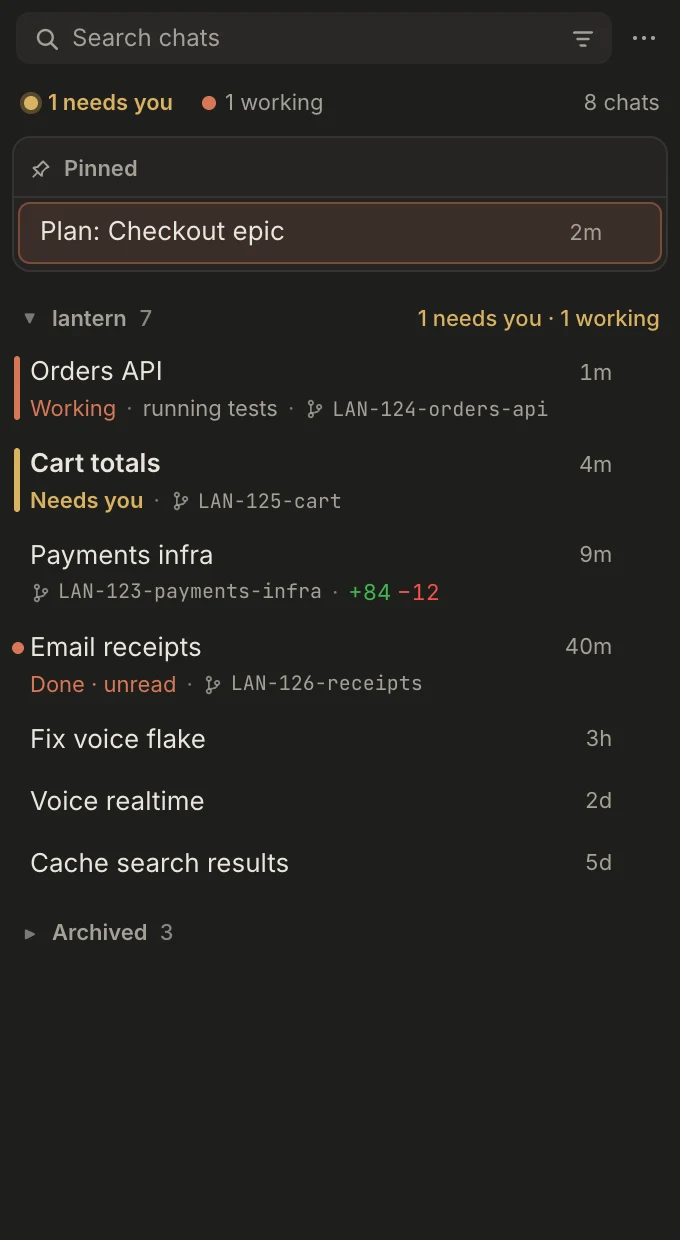 Search chats
1 needs you 1 working 8 chats
Pinned
Plan: Checkout epic 2m
lantern 7 1 needs you · 1 working
Orders API 1m
Working · running tests · LAN-124-orders-api
Cart totals 4m
Needs you · LAN-125-cart
Payments infra 9m
LAN-123-payments-infra · +84 −12
Email receipts 40m
Done · unread · LAN-126-receipts
Fix voice flake 3h
Voice realtime 2d
Cache search results 5d
Archived 3